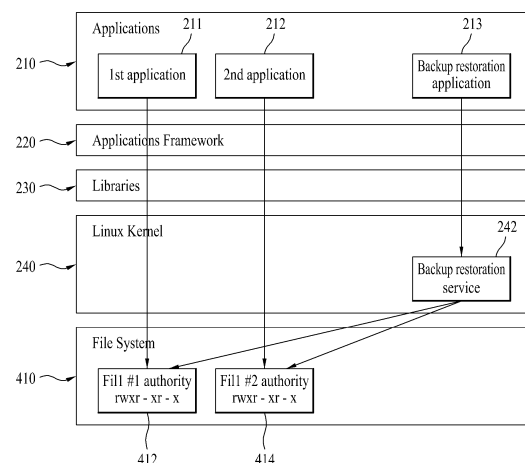 Applications
211
212
213
210
1st application
2nd application
Backup restoration
application
220
Applications Framework
230
Libraries
Linux Kernel
242
240
Backup restoration
service
File System
410
Fil1 #1 authority
rwxr - xr - x
Fil1 #2 authority
rwxr - xr - x
412
414